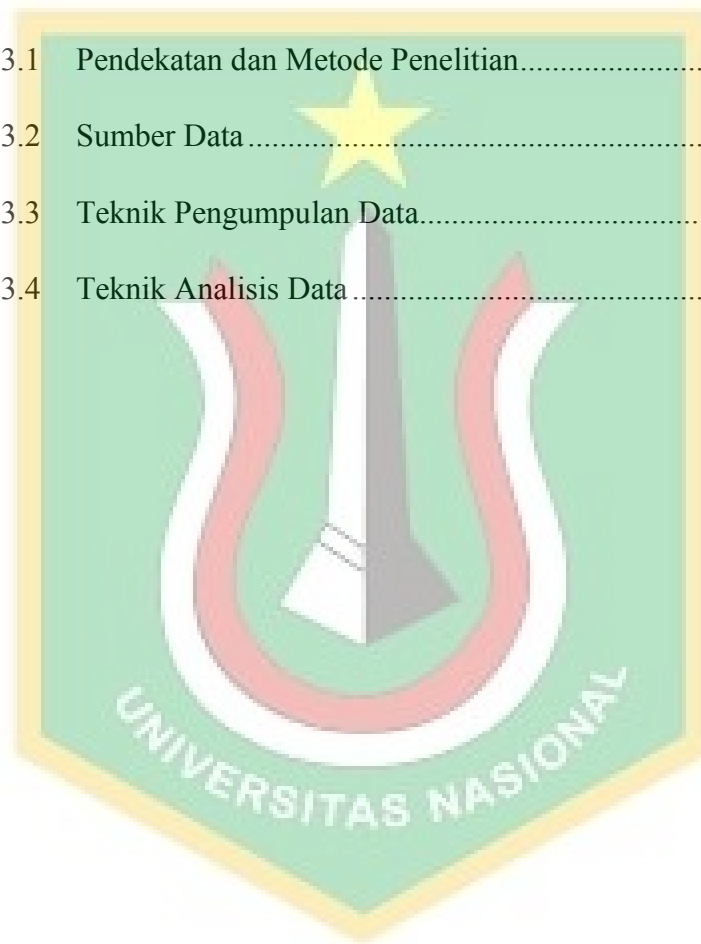 3.1 Pendekatan dan Metode Penelitian....................
3.2 Sumber Data........................................................
3.3 Teknik Pengumpulan Data...................................
3.4 Teknik Analisis Data...........................................
UNIVERSITAS NASIONAL